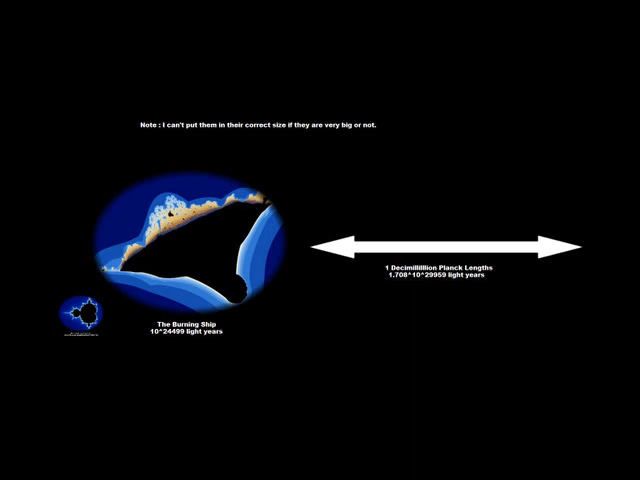 Note : I can't put them in their correct size if they are very big or not.
1 Decimillillion Planck Lengths
1.708^10^29959 light years
The Burning Ship
10^24499 light years